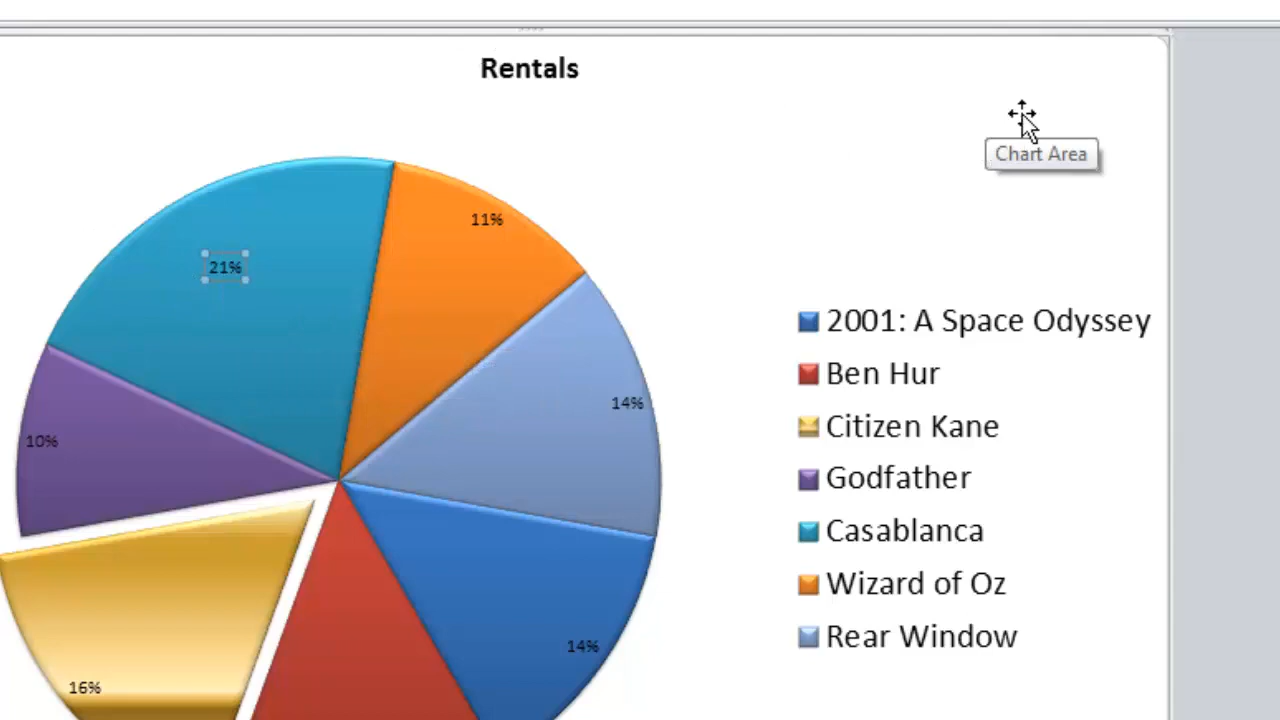 Rentals
Chart Area
11%
21%
14%
10%
14%
16%
2001: A Space Odyssey
Ben Hur
Citizen Kane
Godfather
Casablanca
Wizard of Oz
Rear Window